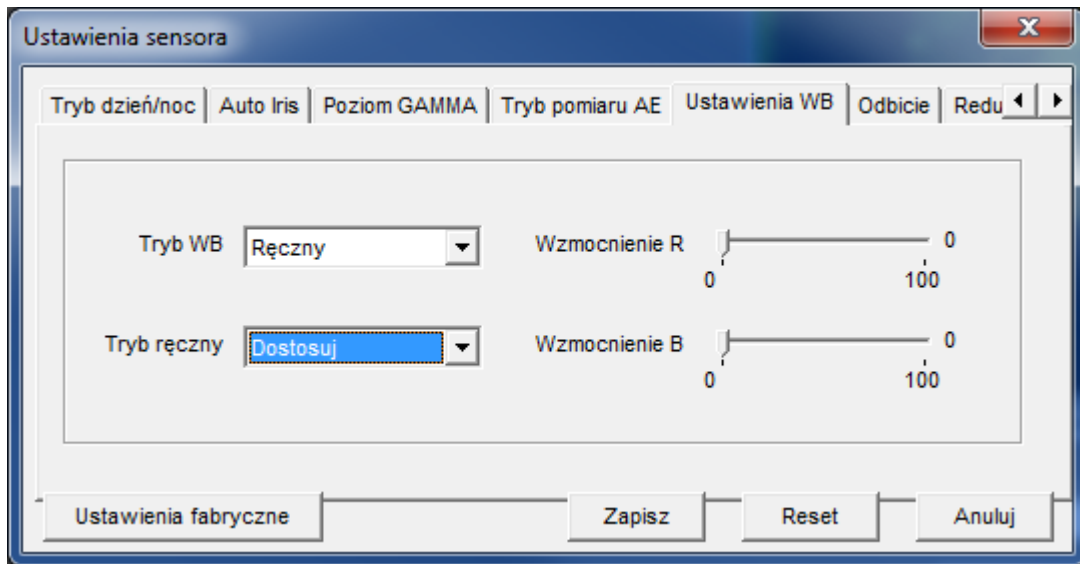 Ustawienia sensora
Tryb dzień/noc Auto Iris Poziom GAMMA Tryb pomiaru AE Ustawienia WB Odbicie Redu
Tryb WB Ręczny Wzmocnienie R 0
0 100
Tryb ręczny Dostosuj Wzmocnienie B 0
0 100
Ustawienia fabryczne Zapisz Reset Anuluj